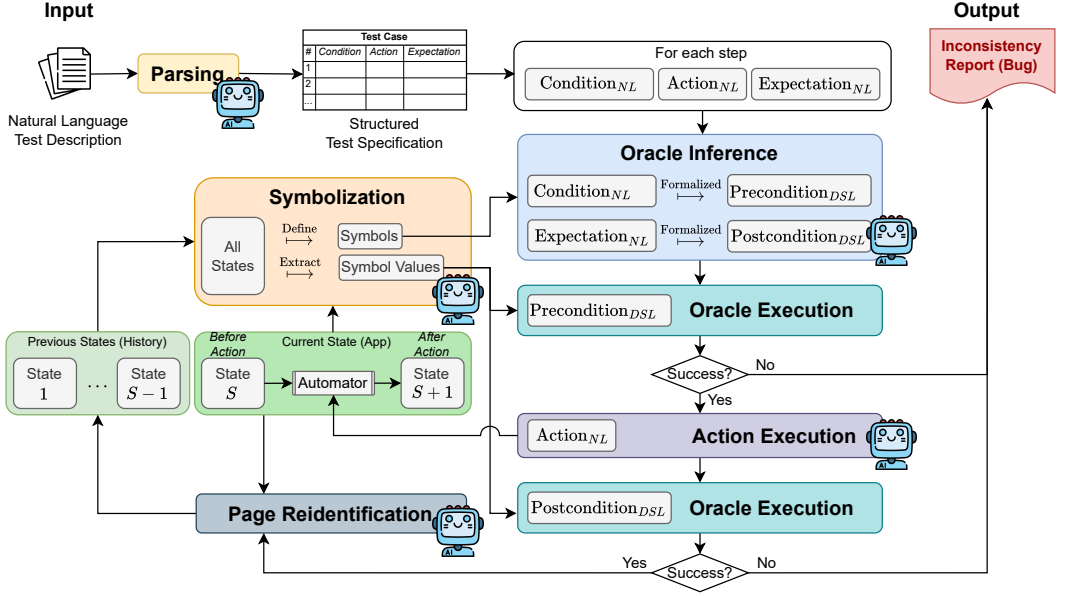 Input
Output
Natural Language
Test Description
Parsing
AI
Test Case
# Condition Action Expectation
1
2
...
Structured
Test Specification
For each step
Condition_NL Action_NL Expectation_NL
Inconsistency
Report (Bug)
Oracle Inference
Condition_NL Formalized ↦ Precondition_DSL
Expectation_NL Formalized ↦ Postcondition_DSL
AI
Symbolization
All
States
Define ↦ Symbols
Extract ↦ Symbol Values
AI
Precondition_DSL Oracle Execution
Success?
No
Yes
Previous States (History)
State
1
...
State
S − 1
Before
Action
Current State (App)
After
Action
State
S
Automator
State
S + 1
Action_NL Action Execution
AI
Page Reidentification
AI
Postcondition_DSL Oracle Execution
Yes
Success?
No